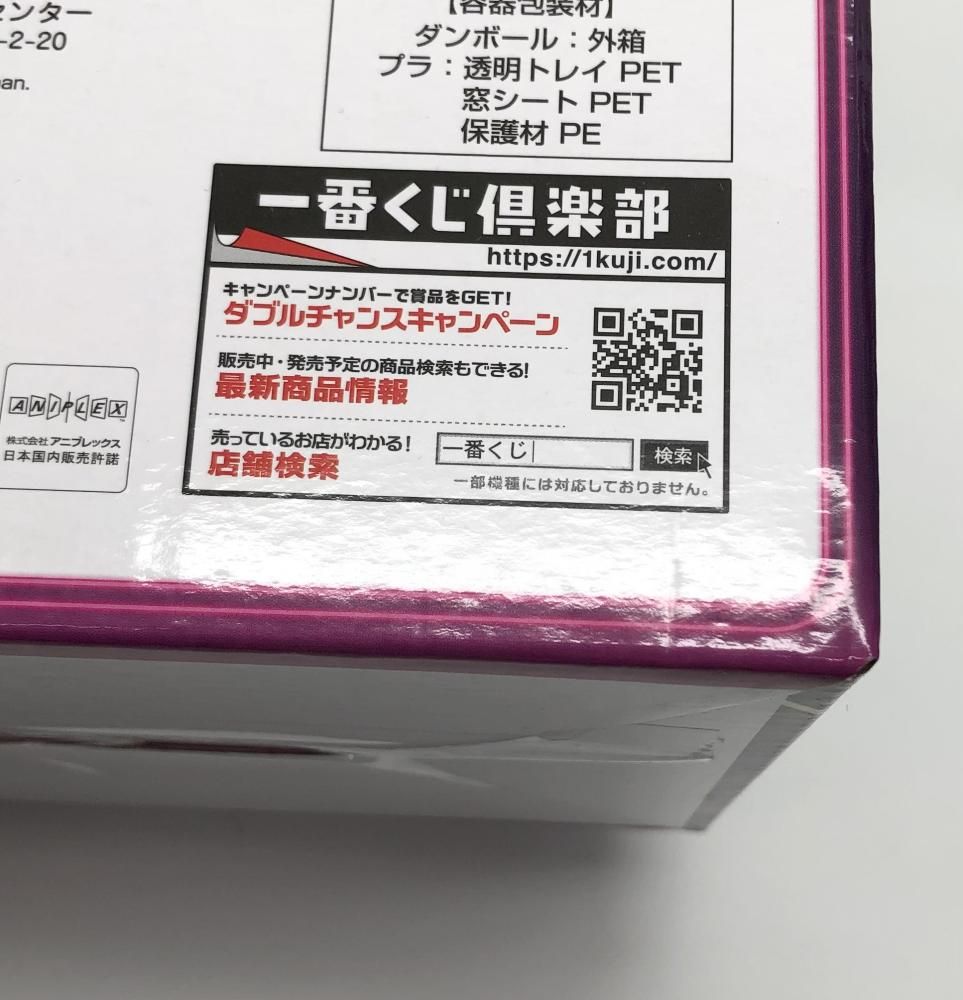 センター
-2-20
an.
【容器包装材】
ダンボール：外箱
プラ：透明トレイ PET
窓シート PET
保護材 PE
一番くじ倶楽部
https://1kuji.com/
キャンペーンナンバーで賞品をGET!
ダブルチャンスキャンペーン
販売中・発売予定の商品検索もできる!
最新商品情報
売っているお店がわかる!
店舗検索
一番くじ
検索
一部機種には対応しておりません。
ANIPLEX
株式会社アニプレックス
日本国内販売許諾